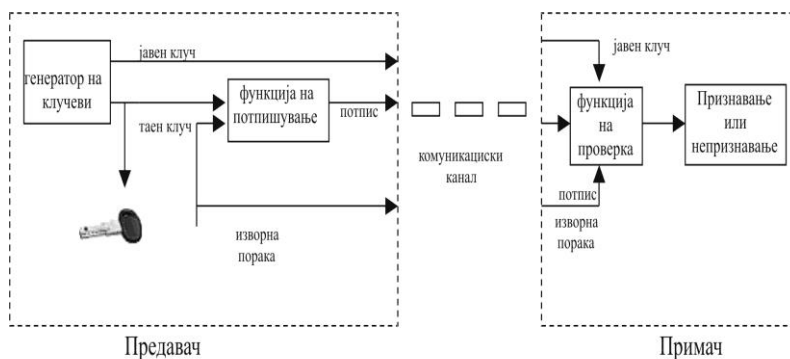 јавен клуч
генератор на
клучеви
таен клуч
функција на
потпишување
потпис
изворна
порака
комуникациски
канал
јавен клуч
функција
на
проверка
Признавање
или
непризнавање
потпис
изворна
порака
Предавач
Примач